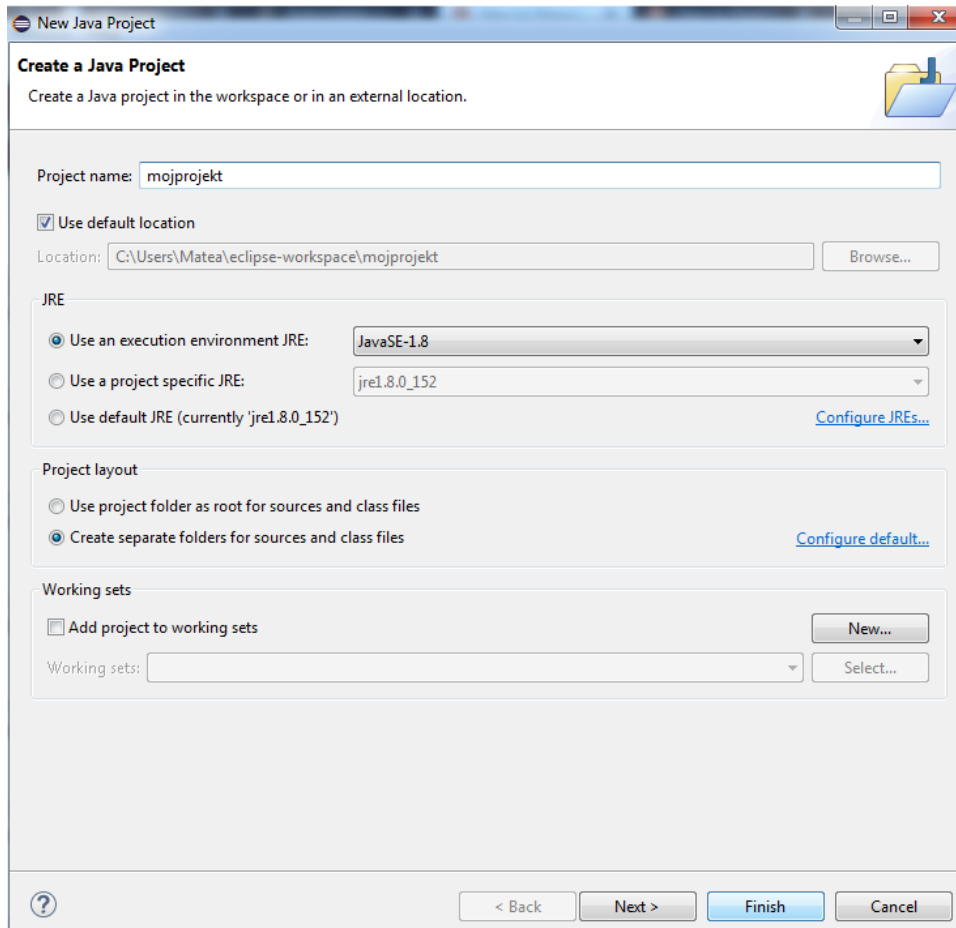 New Java Project
Create a Java Project
Create a Java project in the workspace or in an external location.
Project name: mojprojekt
Use default location
Location: C:\Users\Matea\eclipse-workspace\mojprojekt Browse...
JRE
Use an execution environment JRE: JavaSE-1.8
Use a project specific JRE: jre1.8.0_152
Use default JRE (currently 'jre1.8.0_152') Configure JREs...
Project layout
Use project folder as root for sources and class files
Create separate folders for sources and class files Configure default...
Working sets
Add project to working sets New...
Working sets: Select...
? < Back Next > Finish Cancel